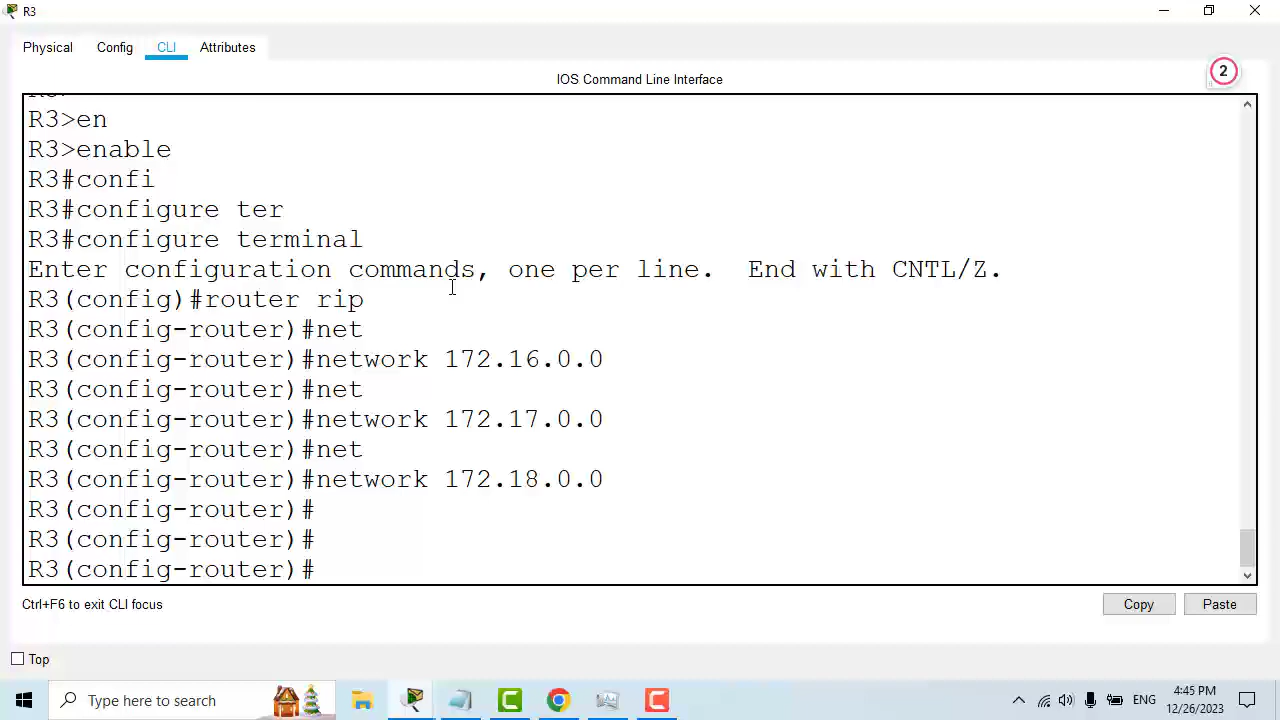 R3
Physical Config CLI Attributes
IOS Command Line Interface
2
R3>en
R3>enable
R3#confi
R3#configure ter
R3#configure terminal
Enter configuration commands, one per line. End with CNTL/Z.
R3(config)#router rip
R3(config-router)#net
R3(config-router)#network 172.16.0.0
R3(config-router)#net
R3(config-router)#network 172.17.0.0
R3(config-router)#net
R3(config-router)#network 172.18.0.0
R3(config-router)#
R3(config-router)#
R3(config-router)#
Ctrl+F6 to exit CLI focus
Copy Paste
Top
Type here to search
ENG
4:45 PM
12/26/2023